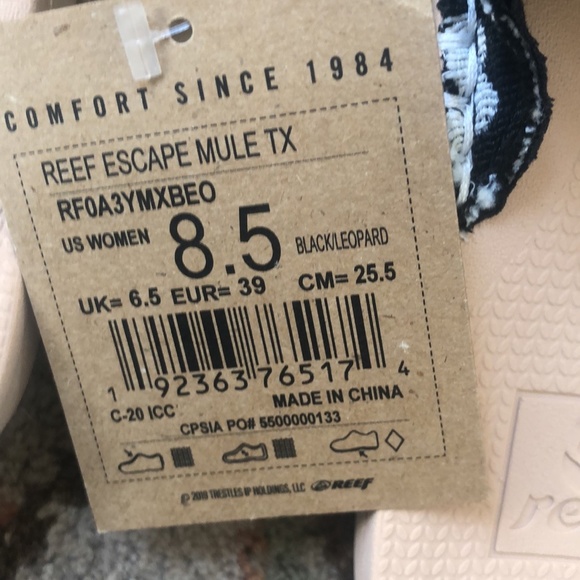 COMFORT SINCE 1984
REEF ESCAPE MULE TX
RF0A3YMXBEO
US WOMEN 8.5 BLACK/LEOPARD
UK= 6.5 EUR= 39 CM= 25.5
1 92363 76517 4
C-20 ICC MADE IN CHINA
CPSIA PO# 5500000133
© 2019 TRESTLES IP HOLDINGS, LLC REEF